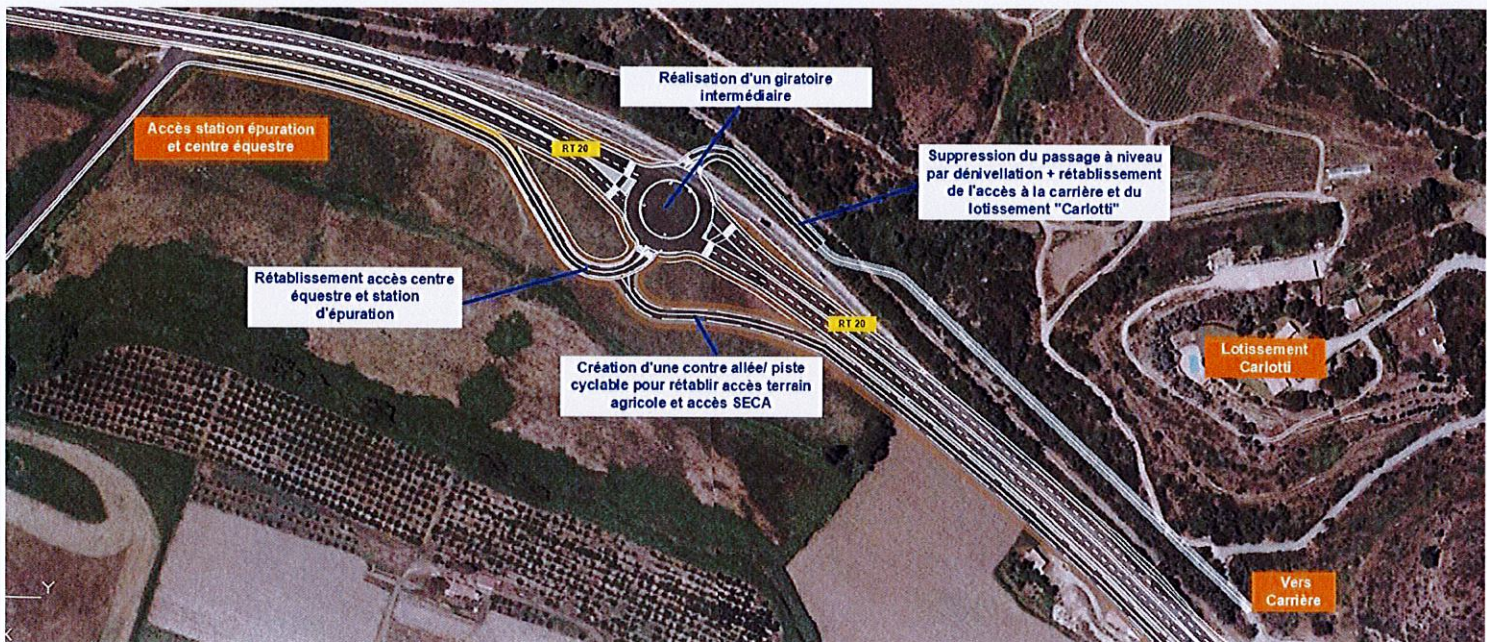 Réalisation d'un giratoire
intermédiaire
Accès station épuration
et centre équestre
RT 20
Suppression du passage à niveau
par dénivellation + rétablissement
de l'accès à la carrière et du
lotissement "Carlotti"
Rétablissement accès centre
équestre et station
d'épuration
RT 20
Création d'une contre allée/ piste
cyclable pour rétablir accès terrain
agricole et accès SECA
Lotissement
Carlotti
Vers
Carrière
Y